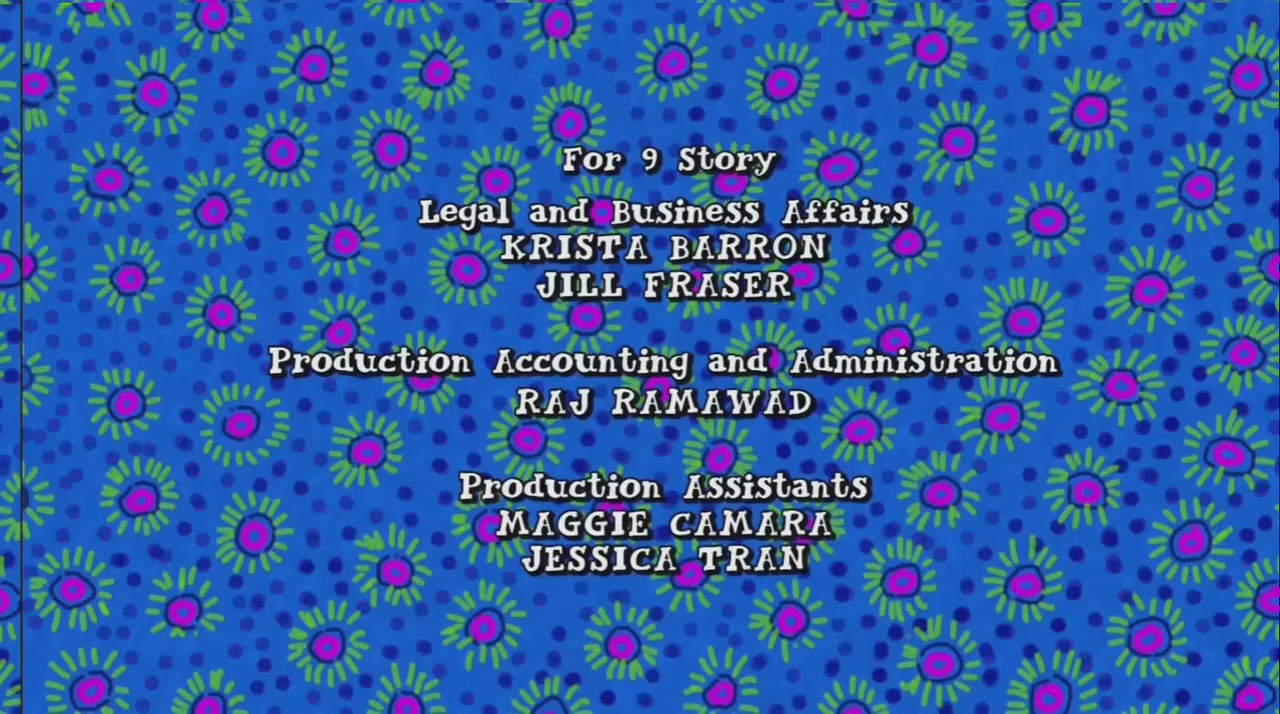 For 9 Story
Legal and Business Affairs
KRISTA BARRON
JILL FRASER
Production Accounting and Administration
RAJ RAMAWAD
Production Assistants
MAGGIE CAMARA
JESSICA TRAN